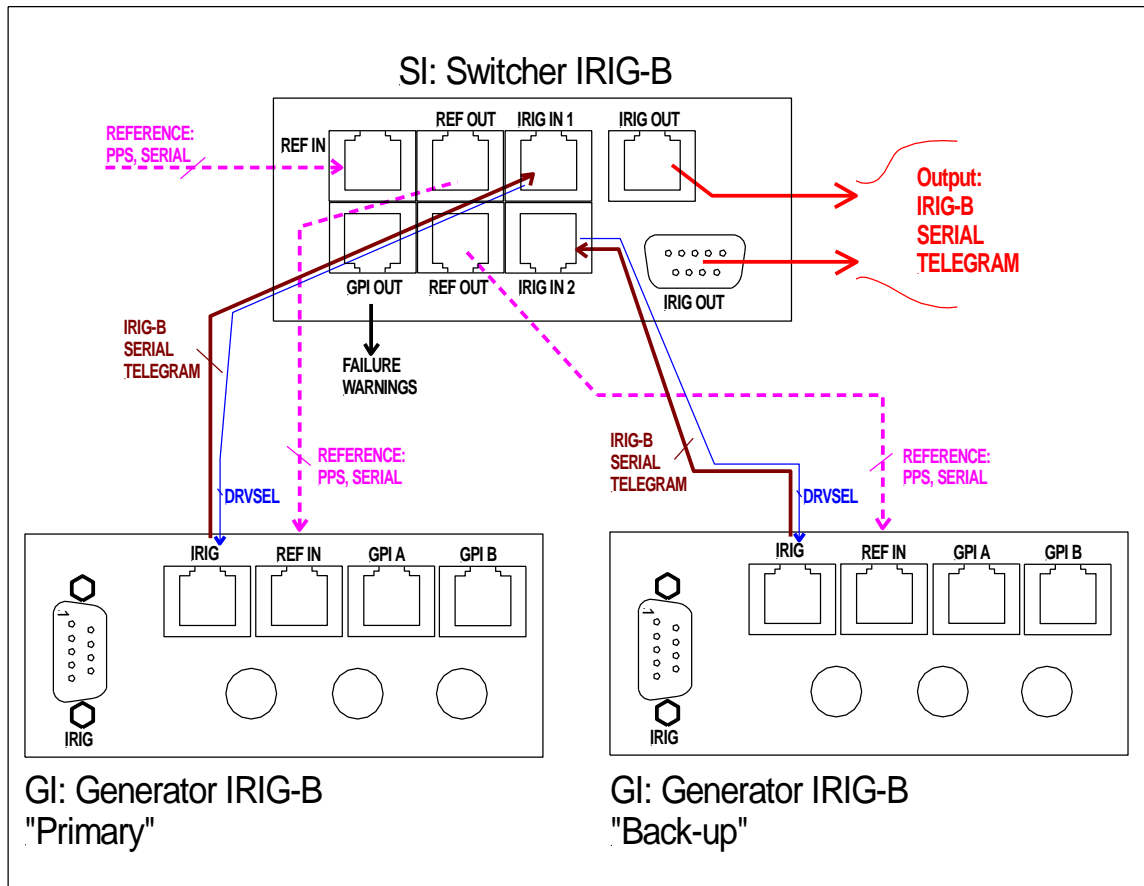 SI: Switcher IRIG-B
REFERENCE:
PPS, SERIAL
REF IN
REF OUT
IRIG IN 1
IRIG OUT
GPI OUT
REF OUT
IRIG IN 2
IRIG OUT
Output:
IRIG-B
SERIAL
TELEGRAM
IRIG-B
SERIAL
TELEGRAM
FAILURE
WARNINGS
REFERENCE:
PPS, SERIAL
DRVSEL
IRIG-B
SERIAL
TELEGRAM
REFERENCE:
PPS, SERIAL
DRVSEL
IRIG
REF IN
GPI A
GPI B
1
IRIG
IRIG
REF IN
GPI A
GPI B
1
IRIG
GI: Generator IRIG-B
"Primary"
GI: Generator IRIG-B
"Back-up"